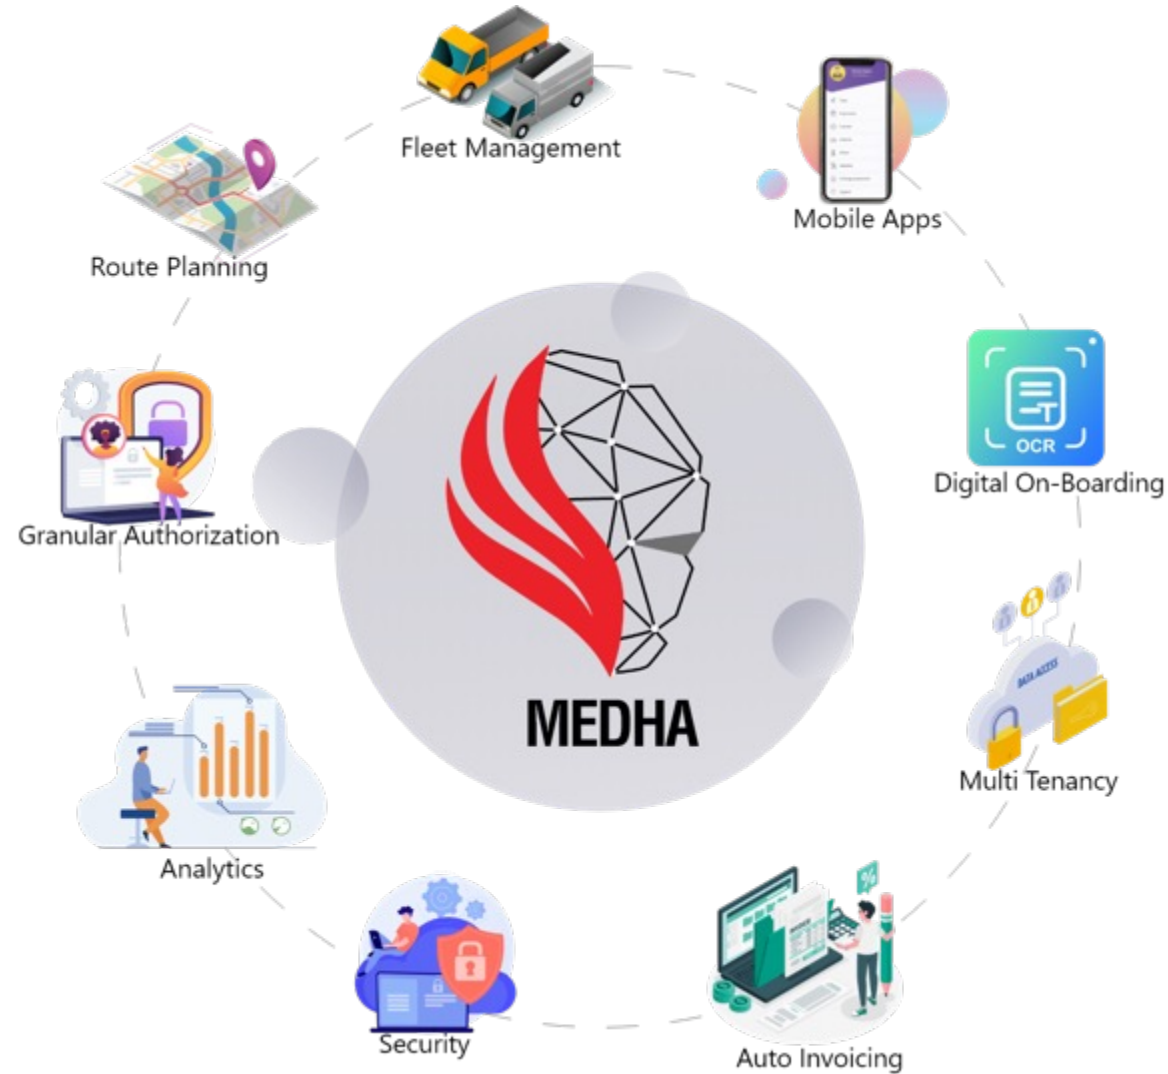 Fleet Management
Mobile Apps
Route Planning
OCR
Digital On-Boarding
Granular Authorization
DATA ACCESS
MEDHA
Multi Tenancy
Analytics
%
INVOICE
Security
Auto Invoicing